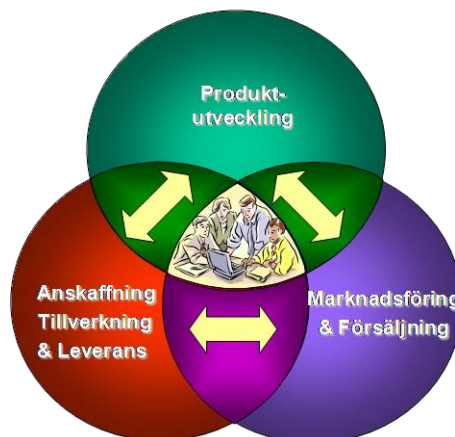 Produkt-
utveckling
Anskaffning
Tillverkning
& Leverans
Marknadsföring
& Försäljning